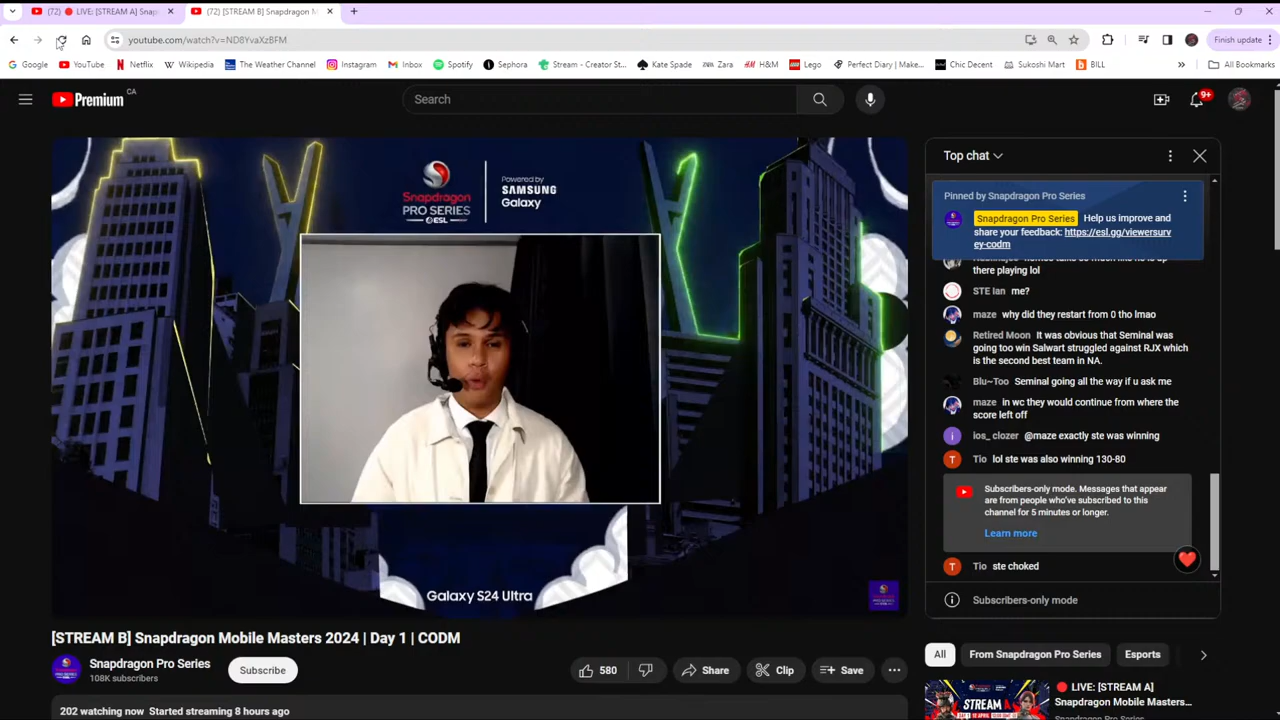 (72) 🔴 LIVE: [STREAM A] Snap
(72) [STREAM B] Snapdragon M
youtube.com/watch?v=ND8YvaXzBFM
Finish update
Google
YouTube
Netflix
Wikipedia
The Weather Channel
Instagram
Inbox
Spotify
Sephora
Stream - Creator St...
Kate Spade
Zara
H&M
Lego
Perfect Diary | Make...
Chic Decent
Sukoshi Mart
BILL
All Bookmarks
Premium CA
Search
9+
Snapdragon
PRO SERIES
ESL
Powered by
SAMSUNG
Galaxy
Galaxy S24 Ultra
Top chat
Pinned by Snapdragon Pro Series
Snapdragon Pro Series Help us improve and
share your feedback: https://esl.gg/viewersurv
ey-codm
there playing lol
STE Ian me?
maze why did they restart from 0 tho lmao
Retired Moon It was obvious that Seminal was
going too win Salwart struggled against RJX which
is the second best team in NA.
Blu~Too Seminal going all the way if u ask me
maze in wc they would continue from where the
score left off
ios_ clozer @maze exactly ste was winning
Tio lol ste was also winning 130-80
Subscribers-only mode. Messages that appear
are from people who've subscribed to this
channel for 5 minutes or longer.
Learn more
Tio ste choked
Subscribers-only mode
[STREAM B] Snapdragon Mobile Masters 2024 | Day 1 | CODM
Snapdragon Pro Series
108K subscribers
Subscribe
580
Share
Clip
Save
202 watching now Started streaming 8 hours ago
All
From Snapdragon Pro Series
Esports
STREAM A
🔴 LIVE: [STREAM A]
Snapdragon Mobile Masters...
Snapdragon Pro Series